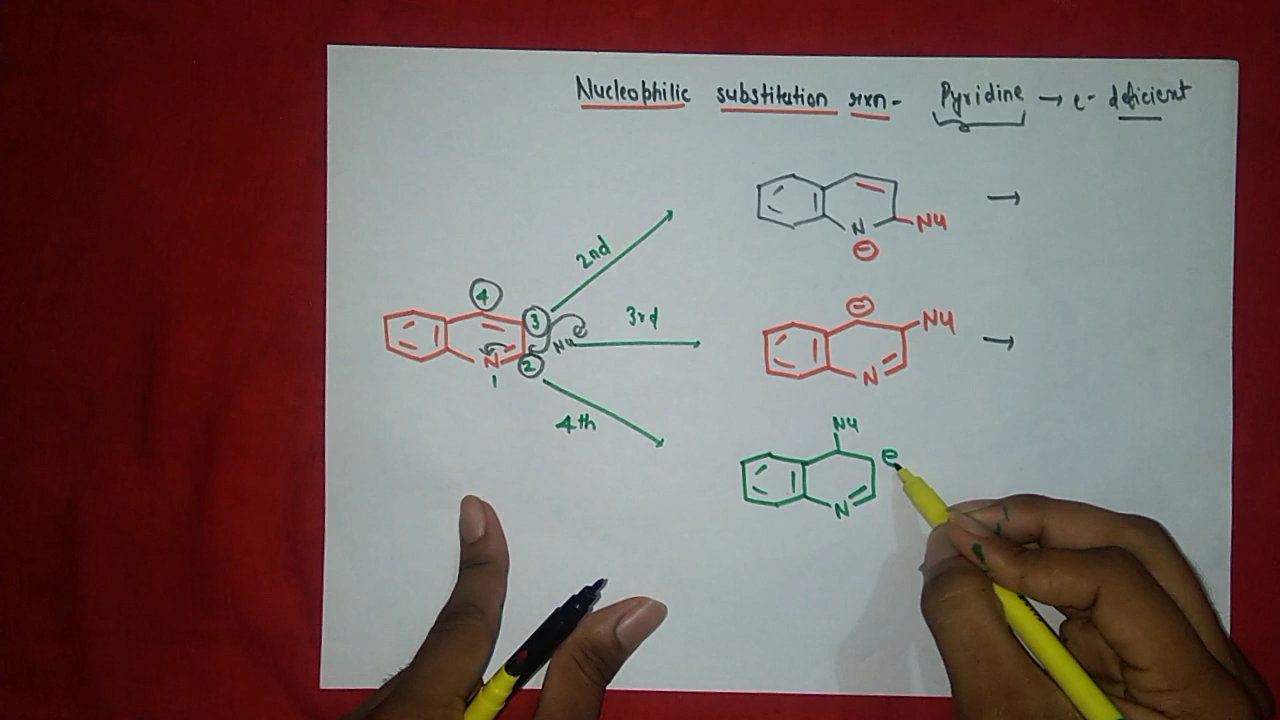 Nucleophilic substitution rxn- Pyridine → e- deficient
N Nu
⊖
2nd
4
3
3rd
⊖ Nu
N
Nu ⊖
N 2
1
4th
Nu
⊖
N